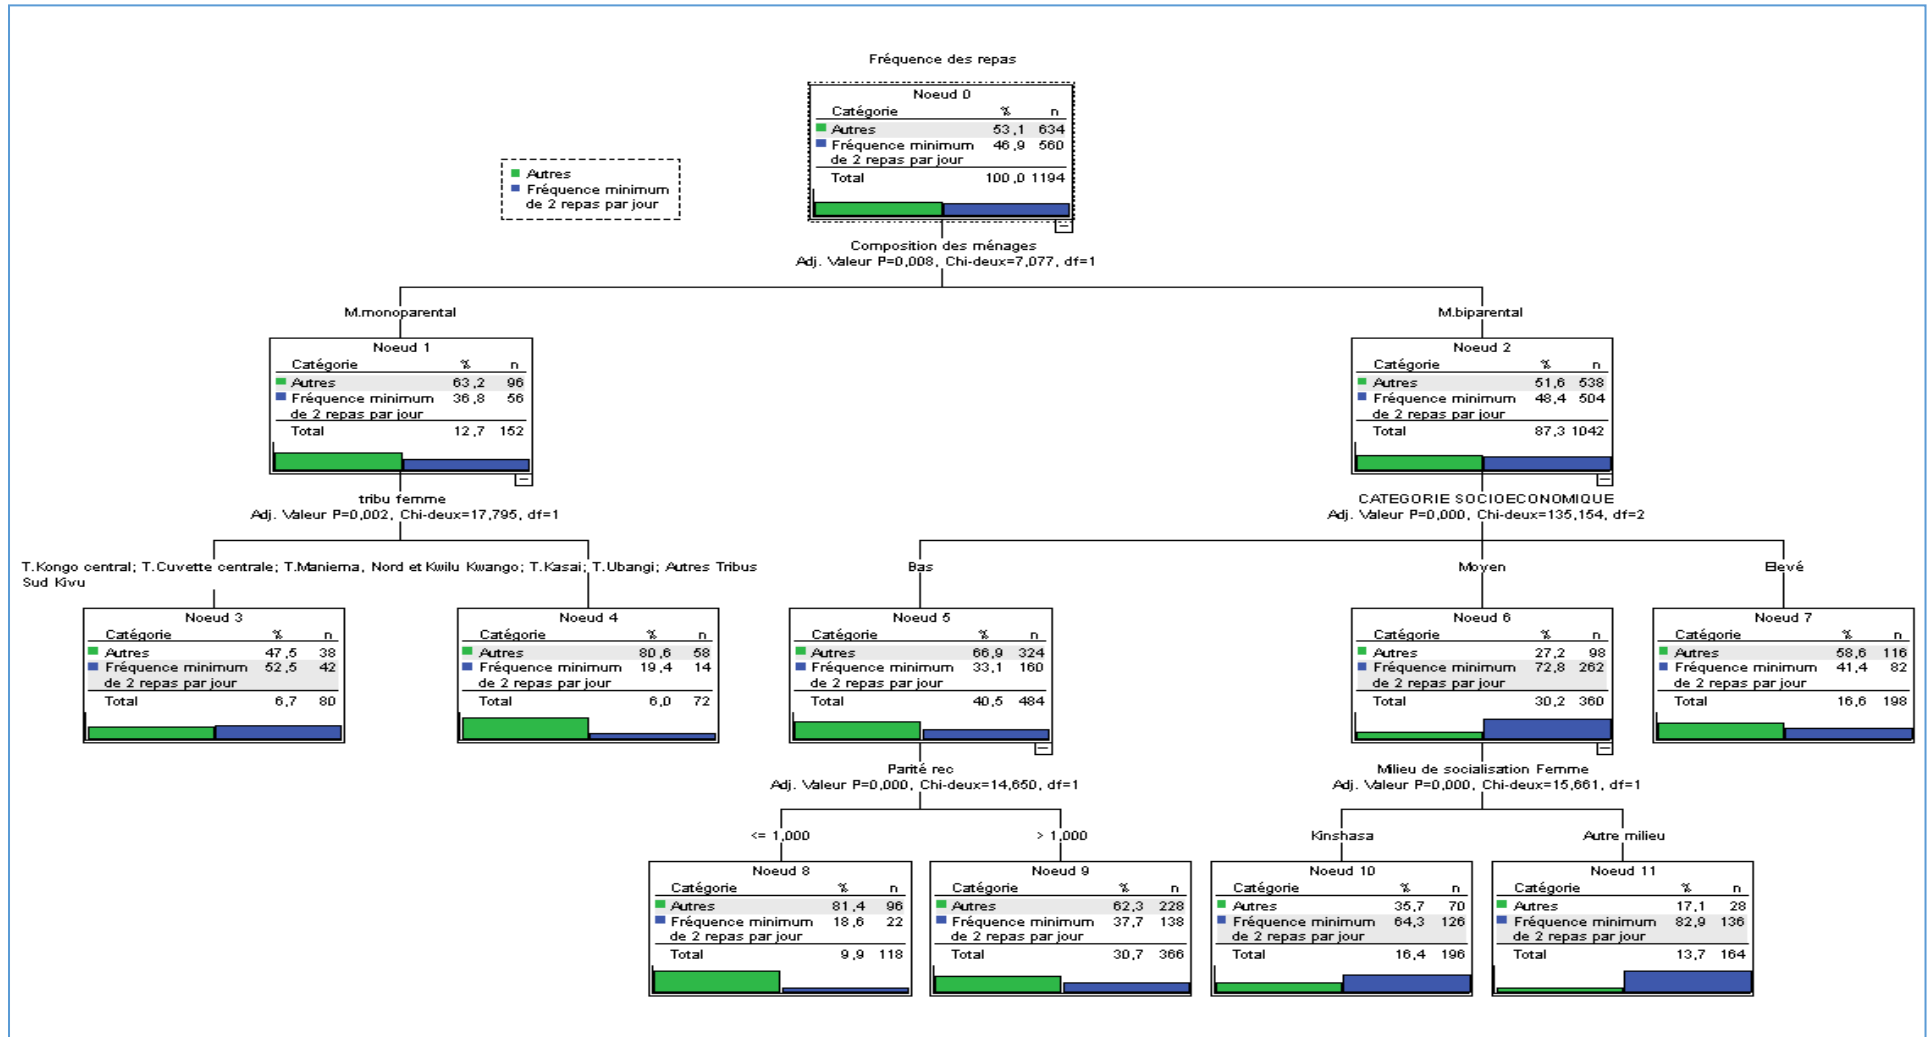 Fréquence des repas
Noeud 0
Catégorie % n
Autres 53,1 634
Fréquence minimum 46,9 560
de 2 repas par jour
Total 100,0 1194
Autres
Fréquence minimum
de 2 repas par jour
Composition des ménages
Adj. Valeur P=0,008, Chi-deux=7,077, df=1
M.monoparental
M.biparental
Noeud 1
Catégorie % n
Autres 63,2 96
Fréquence minimum 36,8 56
de 2 repas par jour
Total 12,7 152
Noeud 2
Catégorie % n
Autres 51,6 538
Fréquence minimum 48,4 504
de 2 repas par jour
Total 87,3 1042
tribu femme
Adj. Valeur P=0,002, Chi-deux=17,795, df=1
CATEGORIE SOCIOECONOMIQUE
Adj. Valeur P=0,000, Chi-deux=135,154, df=2
T.Kongo central; T.Cuvette centrale; T.Maniema, Nord et Kwilu Kwango; T.Kasai; T.Ubangi; Autres Tribus
Sud Kivu
Bas
Moyen
Elevé
Noeud 3
Catégorie % n
Autres 47,5 38
Fréquence minimum 52,5 42
de 2 repas par jour
Total 6,7 80
Noeud 4
Catégorie % n
Autres 80,6 58
Fréquence minimum 19,4 14
de 2 repas par jour
Total 6,0 72
Noeud 5
Catégorie % n
Autres 66,9 324
Fréquence minimum 33,1 160
de 2 repas par jour
Total 40,5 484
Noeud 6
Catégorie % n
Autres 27,2 98
Fréquence minimum 72,8 262
de 2 repas par jour
Total 30,2 360
Noeud 7
Catégorie % n
Autres 58,6 116
Fréquence minimum 41,4 82
de 2 repas par jour
Total 16,6 198
Parité rec
Adj. Valeur P=0,000, Chi-deux=14,650, df=1
Milieu de socialisation Femme
Adj. Valeur P=0,000, Chi-deux=15,661, df=1
<= 1,000
> 1,000
Kinshasa
Autre milieu
Noeud 8
Catégorie % n
Autres 81,4 96
Fréquence minimum 18,6 22
de 2 repas par jour
Total 9,9 118
Noeud 9
Catégorie % n
Autres 62,3 228
Fréquence minimum 37,7 138
de 2 repas par jour
Total 30,7 366
Noeud 10
Catégorie % n
Autres 35,7 70
Fréquence minimum 64,3 126
de 2 repas par jour
Total 16,4 196
Noeud 11
Catégorie % n
Autres 17,1 28
Fréquence minimum 82,9 136
de 2 repas par jour
Total 13,7 164